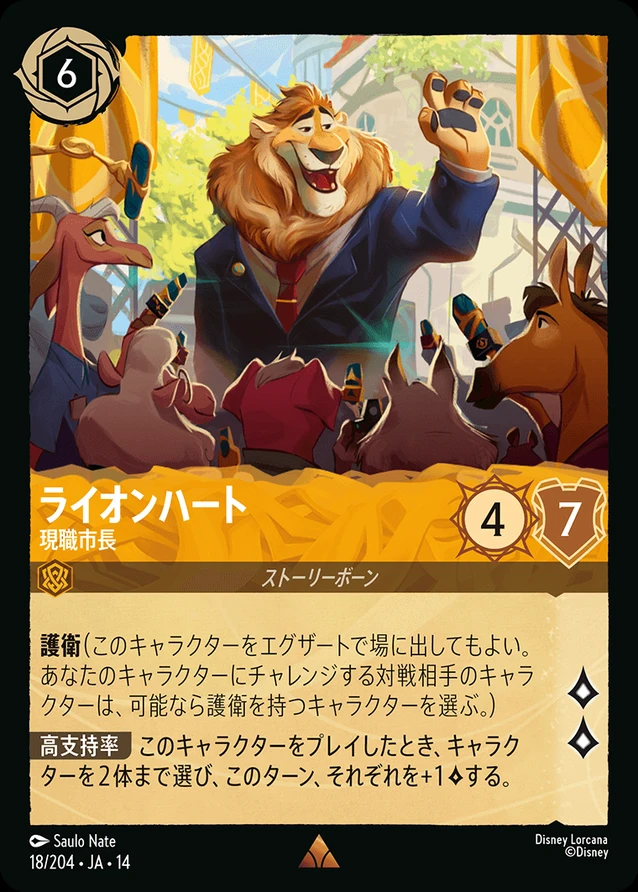 6
ライオンハート
現職市長
4
7
ストーリーボーン
護衛(このキャラクターをエグザートで場に出してもよい。
あなたのキャラクターにチャレンジする対戦相手のキャラ
クターは、可能なら護衛を持つキャラクターを選ぶ。)
高支持率 このキャラクターをプレイしたとき、キャラク
ターを2体まで選び、このターン、それぞれを+1する。
Saulo Nate
18/204・JA・14
Disney Lorcana
©Disney